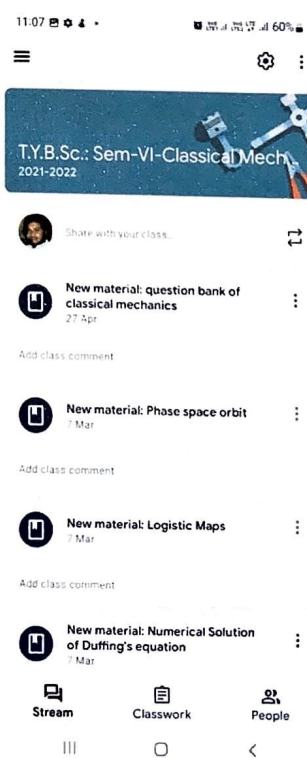 11:07
60%
T.Y.B.Sc.: Sem-VI-Classical Mech.
2021-2022
Share with your class...
New material: question bank of
classical mechanics
27 Apr
Add class comment
New material: Phase space orbit
7 Mar
Add class comment
New material: Logistic Maps
7 Mar
Add class comment
New material: Numerical Solution
of Duffing's equation
7 Mar
Stream
Classwork
People